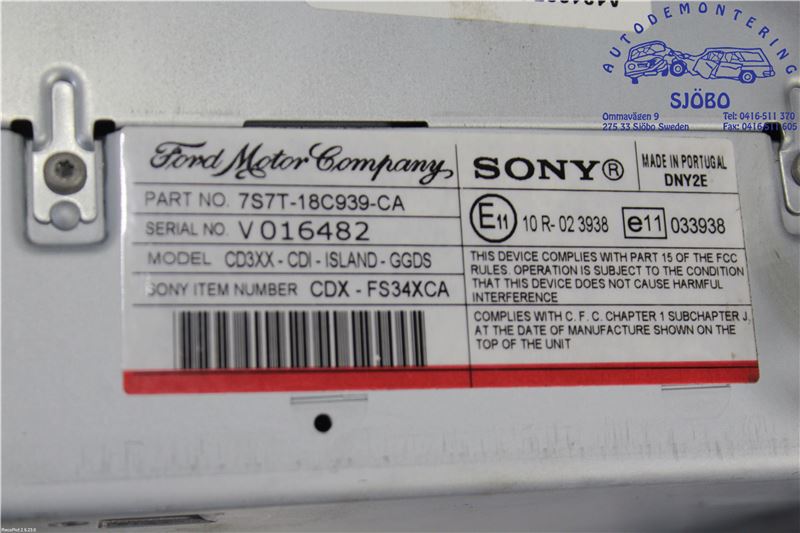 AUTODEMONTERING
SJÖBO
Ommavägen 9
275 33 Sjöbo Sweden
Tel: 0416-511 370
Fax: 0416-511 605
Ford Motor Company
PART NO. 7S7T-18C939-CA
SERIAL NO. V016482
MODEL CD3XX - CDI - ISLAND - GGDS
SONY ITEM NUMBER CDX - FS34XCA
SONY®
MADE IN PORTUGAL
DNY2E
E11 10 R- 02 3938 e11 033938
THIS DEVICE COMPLIES WITH PART 15 OF THE FCC
RULES. OPERATION IS SUBJECT TO THE CONDITION
THAT THIS DEVICE DOES NOT CAUSE HARMFUL
INTERFERENCE
COMPLIES WITH C. F. C. CHAPTER 1 SUBCHAPTER J,
AT THE DATE OF MANUFACTURE SHOWN ON THE
TOP OF THE UNIT